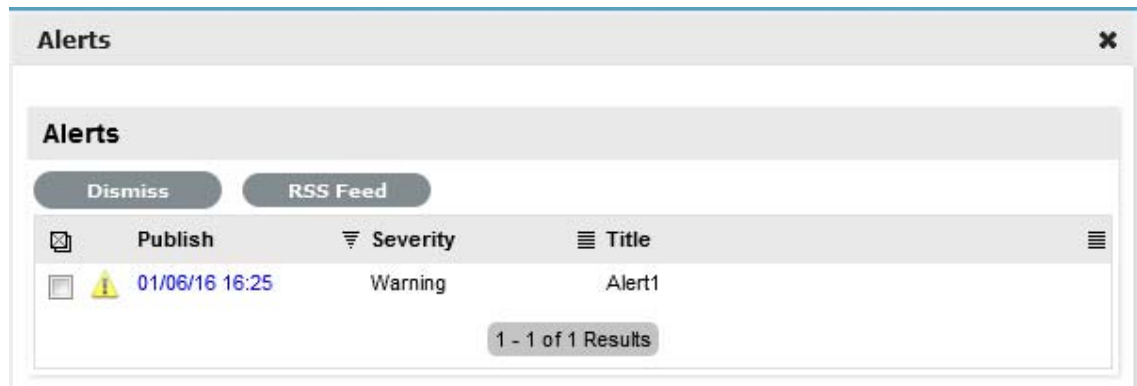 Alerts
Alerts
Dismiss RSS Feed
Publish Severity Title
01/06/16 16:25 Warning Alert1
1 - 1 of 1 Results